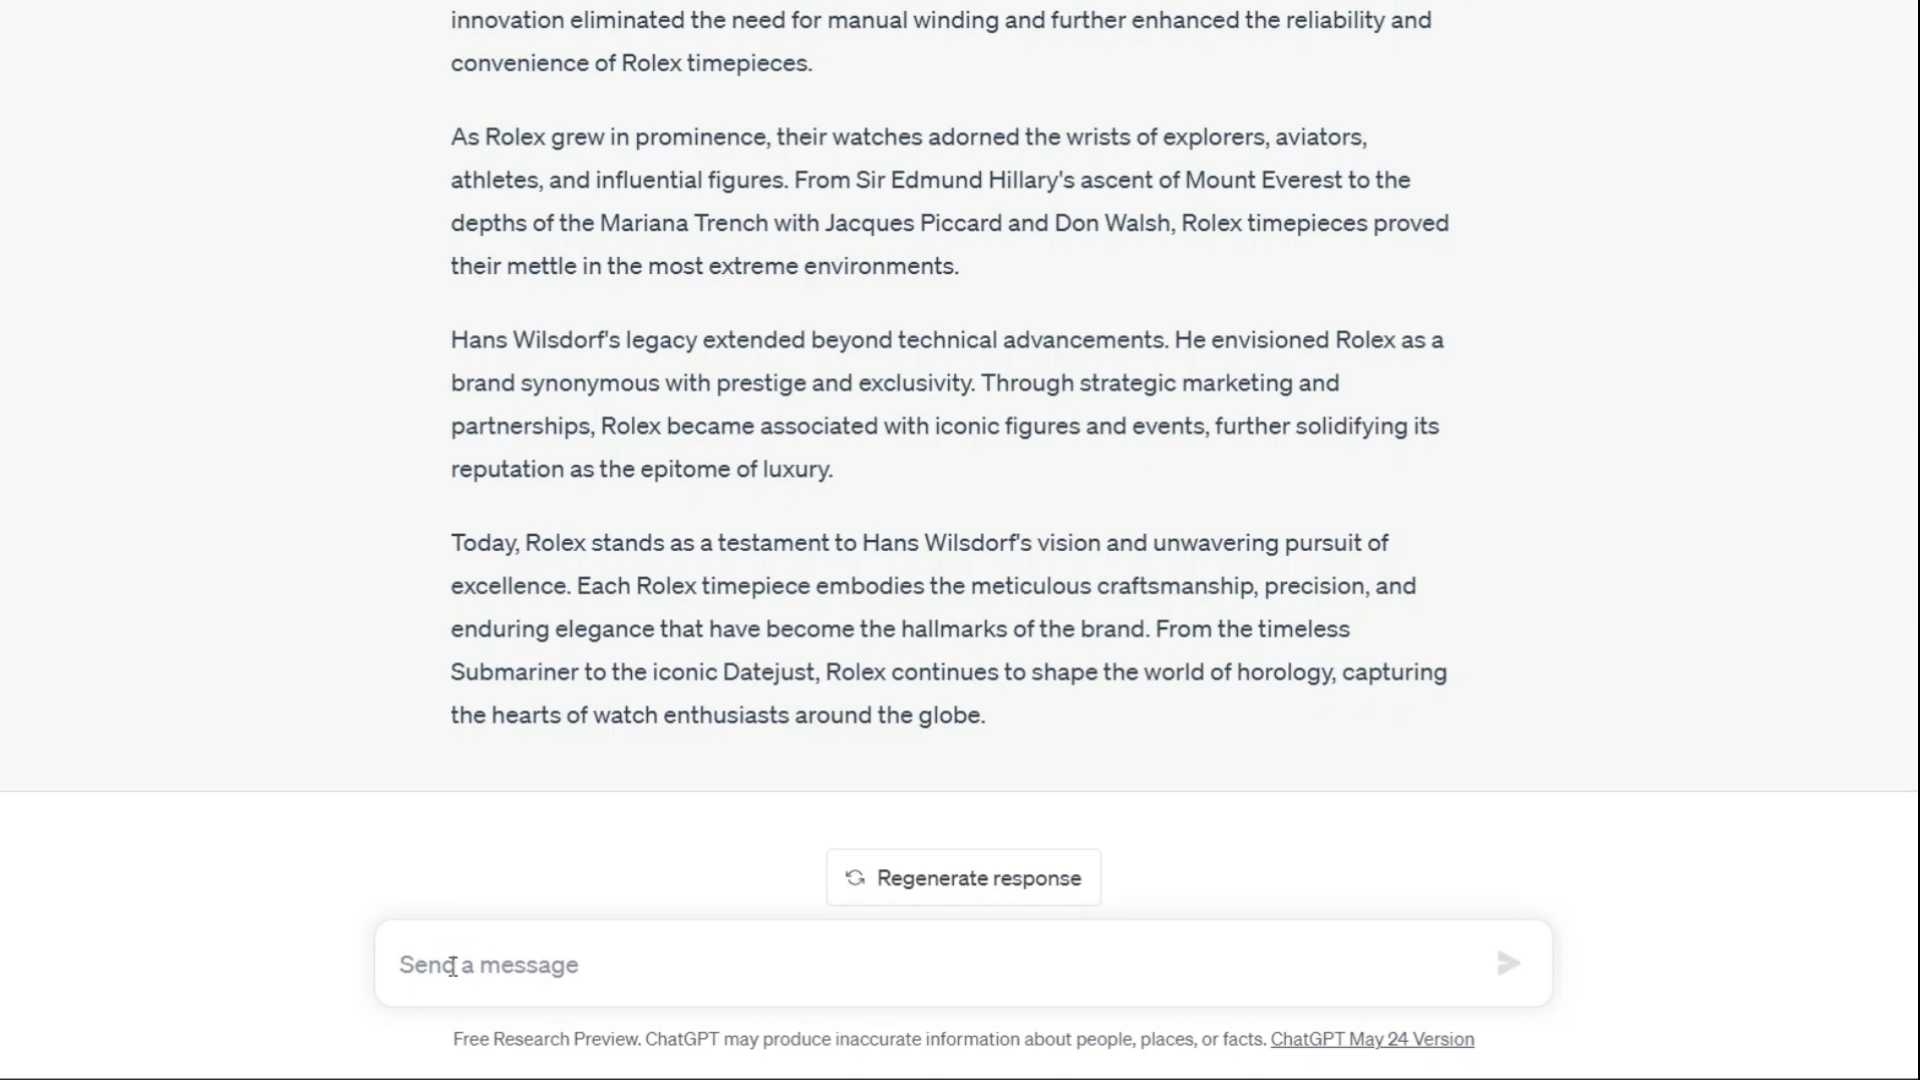 innovation eliminated the need for manual winding and further enhanced the reliability and
convenience of Rolex timepieces.
As Rolex grew in prominence, their watches adorned the wrists of explorers, aviators,
athletes, and influential figures. From Sir Edmund Hillary's ascent of Mount Everest to the
depths of the Mariana Trench with Jacques Piccard and Don Walsh, Rolex timepieces proved
their mettle in the most extreme environments.
Hans Wilsdorf's legacy extended beyond technical advancements. He envisioned Rolex as a
brand synonymous with prestige and exclusivity. Through strategic marketing and
partnerships, Rolex became associated with iconic figures and events, further solidifying its
reputation as the epitome of luxury.
Today, Rolex stands as a testament to Hans Wilsdorf's vision and unwavering pursuit of
excellence. Each Rolex timepiece embodies the meticulous craftsmanship, precision, and
enduring elegance that have become the hallmarks of the brand. From the timeless
Submariner to the iconic Datejust, Rolex continues to shape the world of horology, capturing
the hearts of watch enthusiasts around the globe.
Regenerate response
Send a message
Free Research Preview. ChatGPT may produce inaccurate information about people, places, or facts. ChatGPT May 24 Version